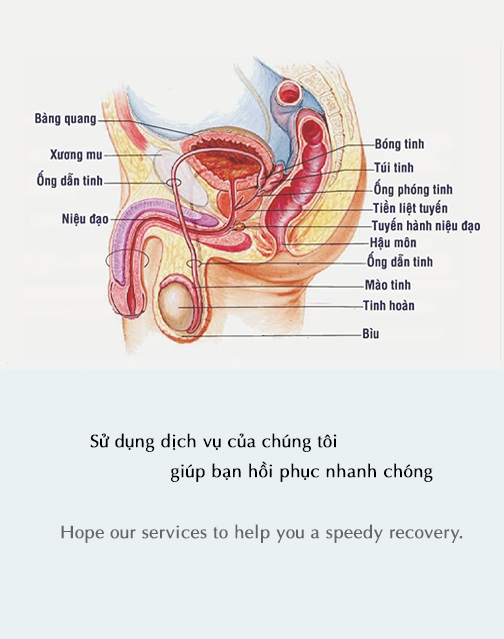 Bàng quang
Xương mu
Ống dẫn tinh
Niệu đạo
Bóng tinh
Túi tinh
Ống phóng tinh
Tiền liệt tuyến
Tuyến hành niệu đạo
Hậu môn
Ống dẫn tinh
Mào tinh
Tinh hoàn
Bìu
Sử dụng dịch vụ của chúng tôi
giúp bạn hồi phục nhanh chóng
Hope our services to help you a speedy recovery.